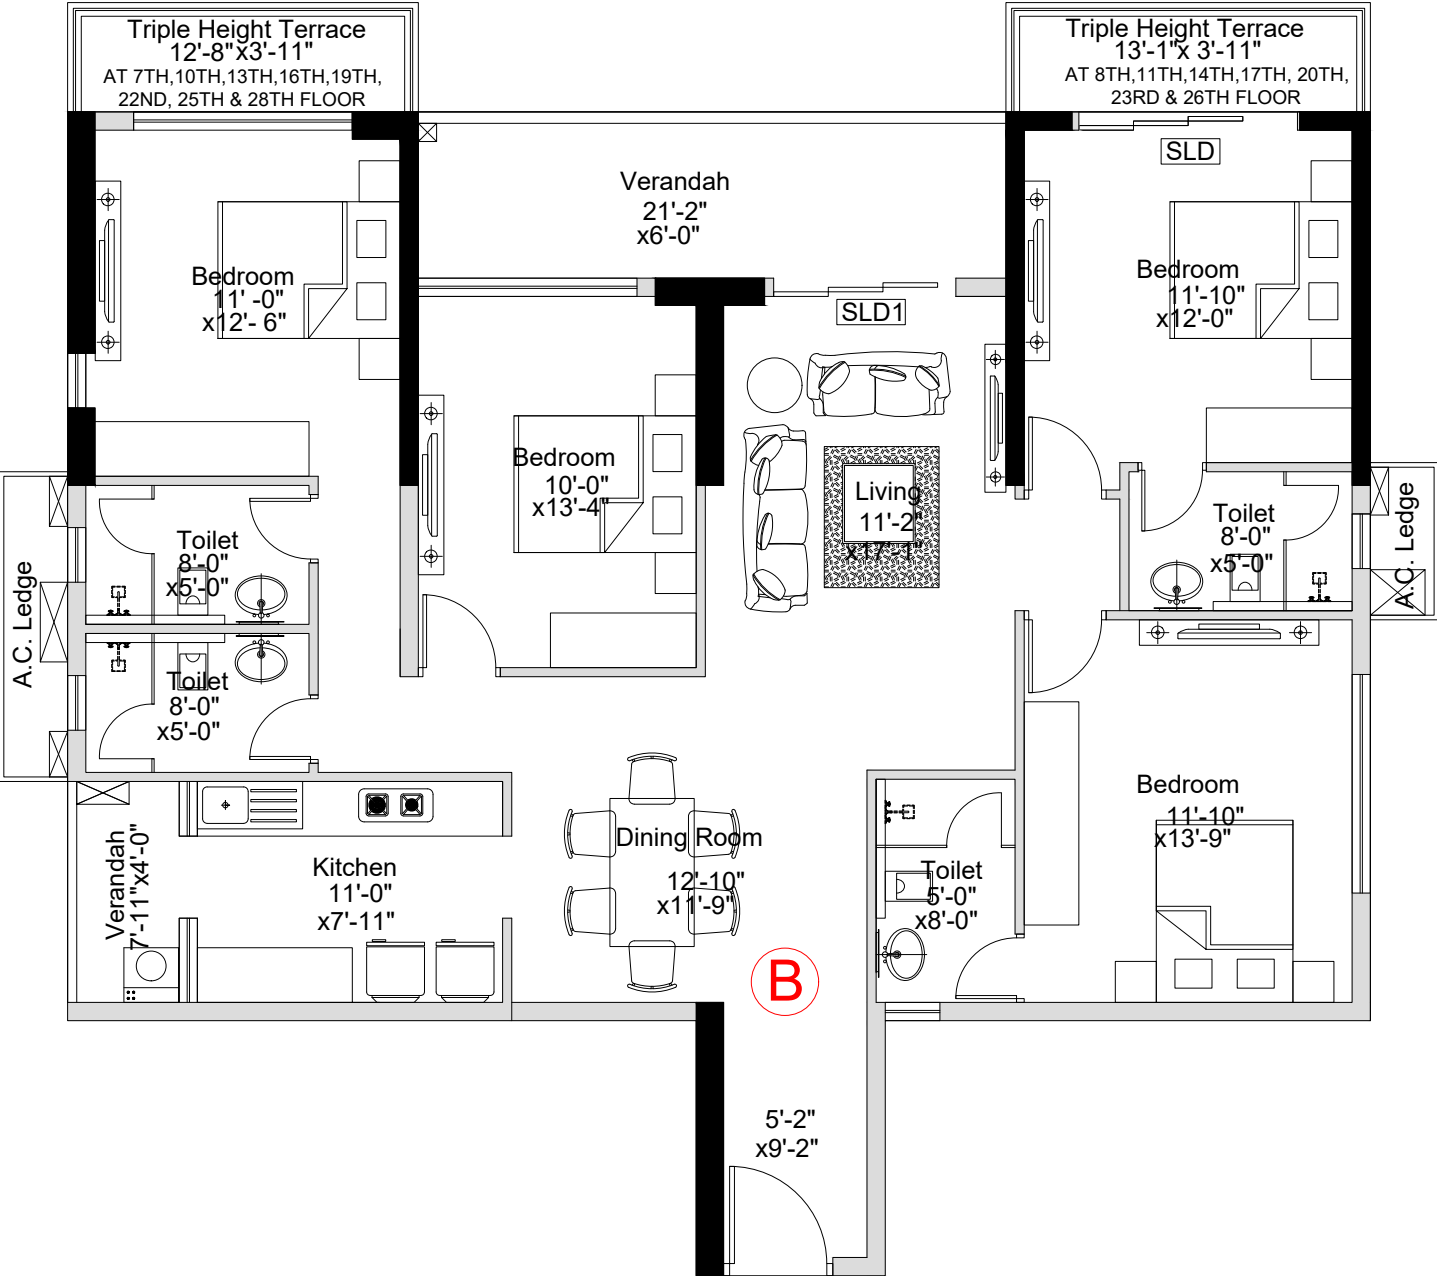 Triple Height Terrace
12'-8"x3'-11"
AT 7TH,10TH,13TH,16TH,19TH,
22ND, 25TH & 28TH FLOOR
Triple Height Terrace
13'-1"x 3'-11"
AT 8TH,11TH,14TH,17TH, 20TH,
23RD & 26TH FLOOR
SLD
Verandah
21'-2"
x6'-0"
Bedroom
11' -0"
x12'- 6"
Bedroom
11'-10"
x12'-0"
SLD1
Bedroom
10'-0"
x13'-4"
Living
11'-2"
x17'-1"
Toilet
8'-0"
x5'-0"
Toilet
8'-0"
x5'-0"
A.C. Ledge
A.C. Ledge
Toilet
8'-0"
x5'-0"
Bedroom
11'-10"
x13'-9"
Verandah
7'-11"x4'-0"
Kitchen
11'-0"
x7'-11"
Dining Room
12'-10"
x11'-9"
Toilet
5'-0"
x8'-0"
B
5'-2"
x9'-2"